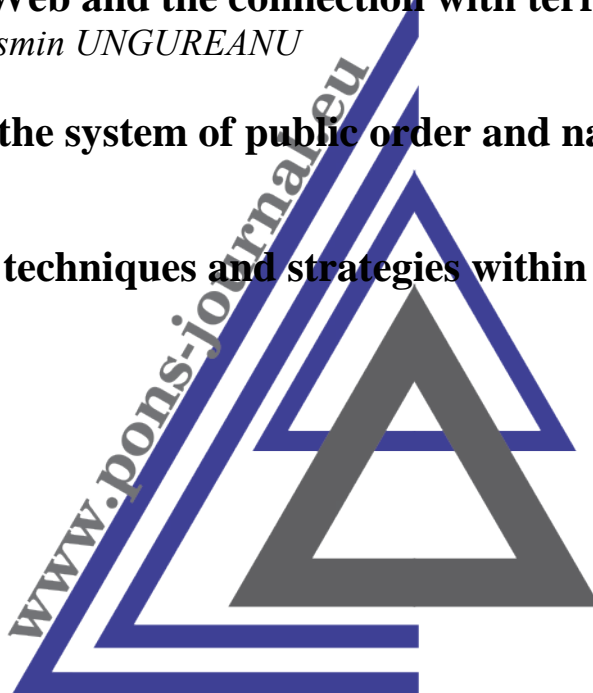 Web and the connection with terr
smin UNGUREANU
the system of public order and na
techniques and strategies within
www.pons-journal.eu